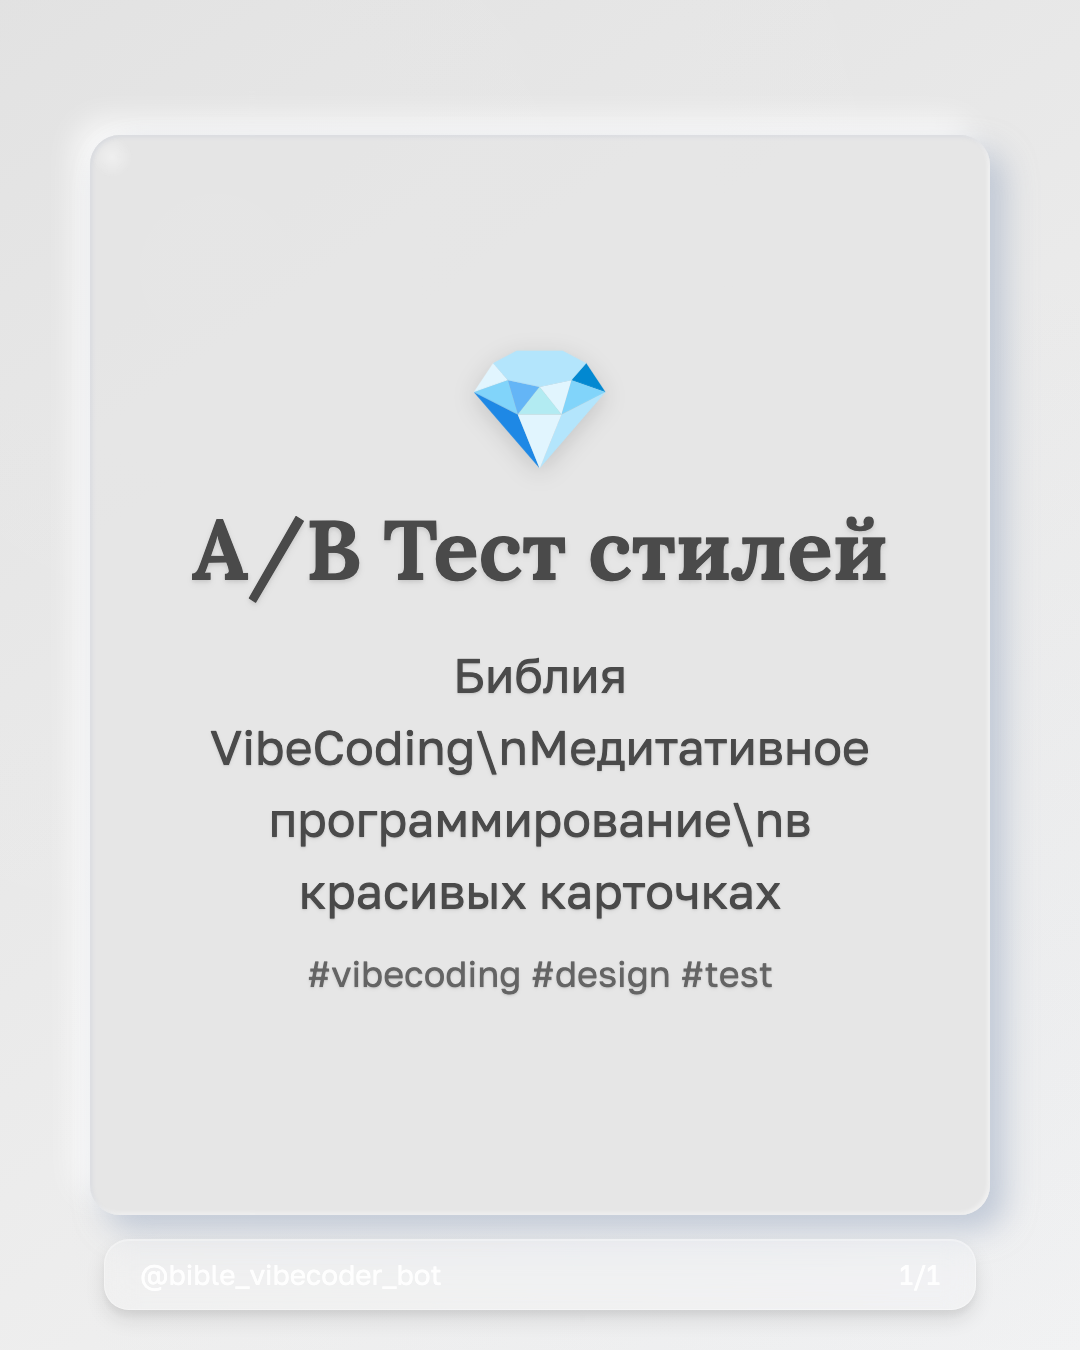 А/В Тест стилей
Библия
VibeCoding\nМедитативное
программирование\nв
красивых карточках
#vibecoding #design #test
@bible_vibecoder_bot
1/1